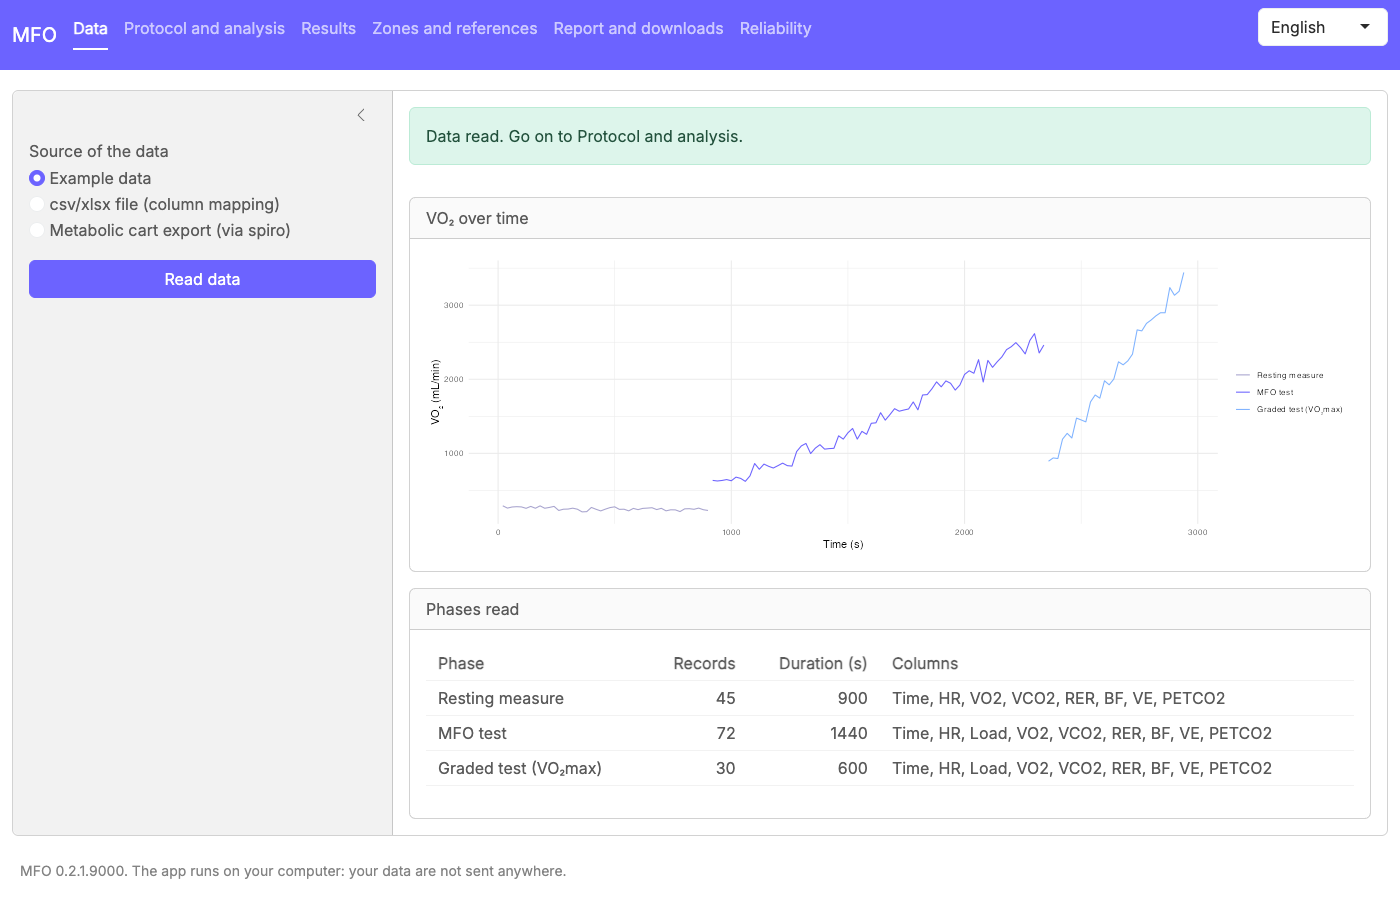 MFO Data Protocol and analysis Results Zones and references Report and downloads Reliability English
Source of the data
Example data
csv/xlsx file (column mapping)
Metabolic cart export (via spiro)
Read data
Data read. Go on to Protocol and analysis.
VO₂ over time
VO₂ (mL/min)
3000
2000
1000
0 1000 2000 3000
Time (s)
Resting measure
MFO test
Graded test (VO₂max)
Phases read
Phase Records Duration (s) Columns
Resting measure 45 900 Time, HR, VO2, VCO2, RER, BF, VE, PETCO2
MFO test 72 1440 Time, HR, Load, VO2, VCO2, RER, BF, VE, PETCO2
Graded test (VO₂max) 30 600 Time, HR, Load, VO2, VCO2, RER, BF, VE, PETCO2
MFO 0.2.1.9000. The app runs on your computer: your data are not sent anywhere.